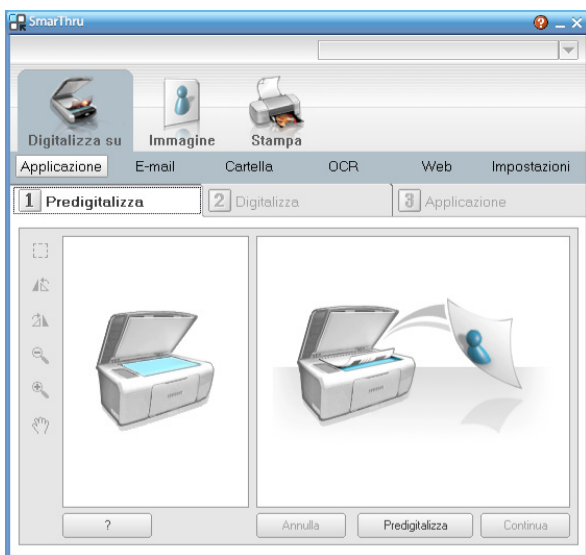 SmarThru
Digitalizza su Immagine Stampa
Applicazione E-mail Cartella OCR Web Impostazioni
1 Predigitalizza 2 Digitalizza 3 Applicazione
? Annulla Predigitalizza Continua